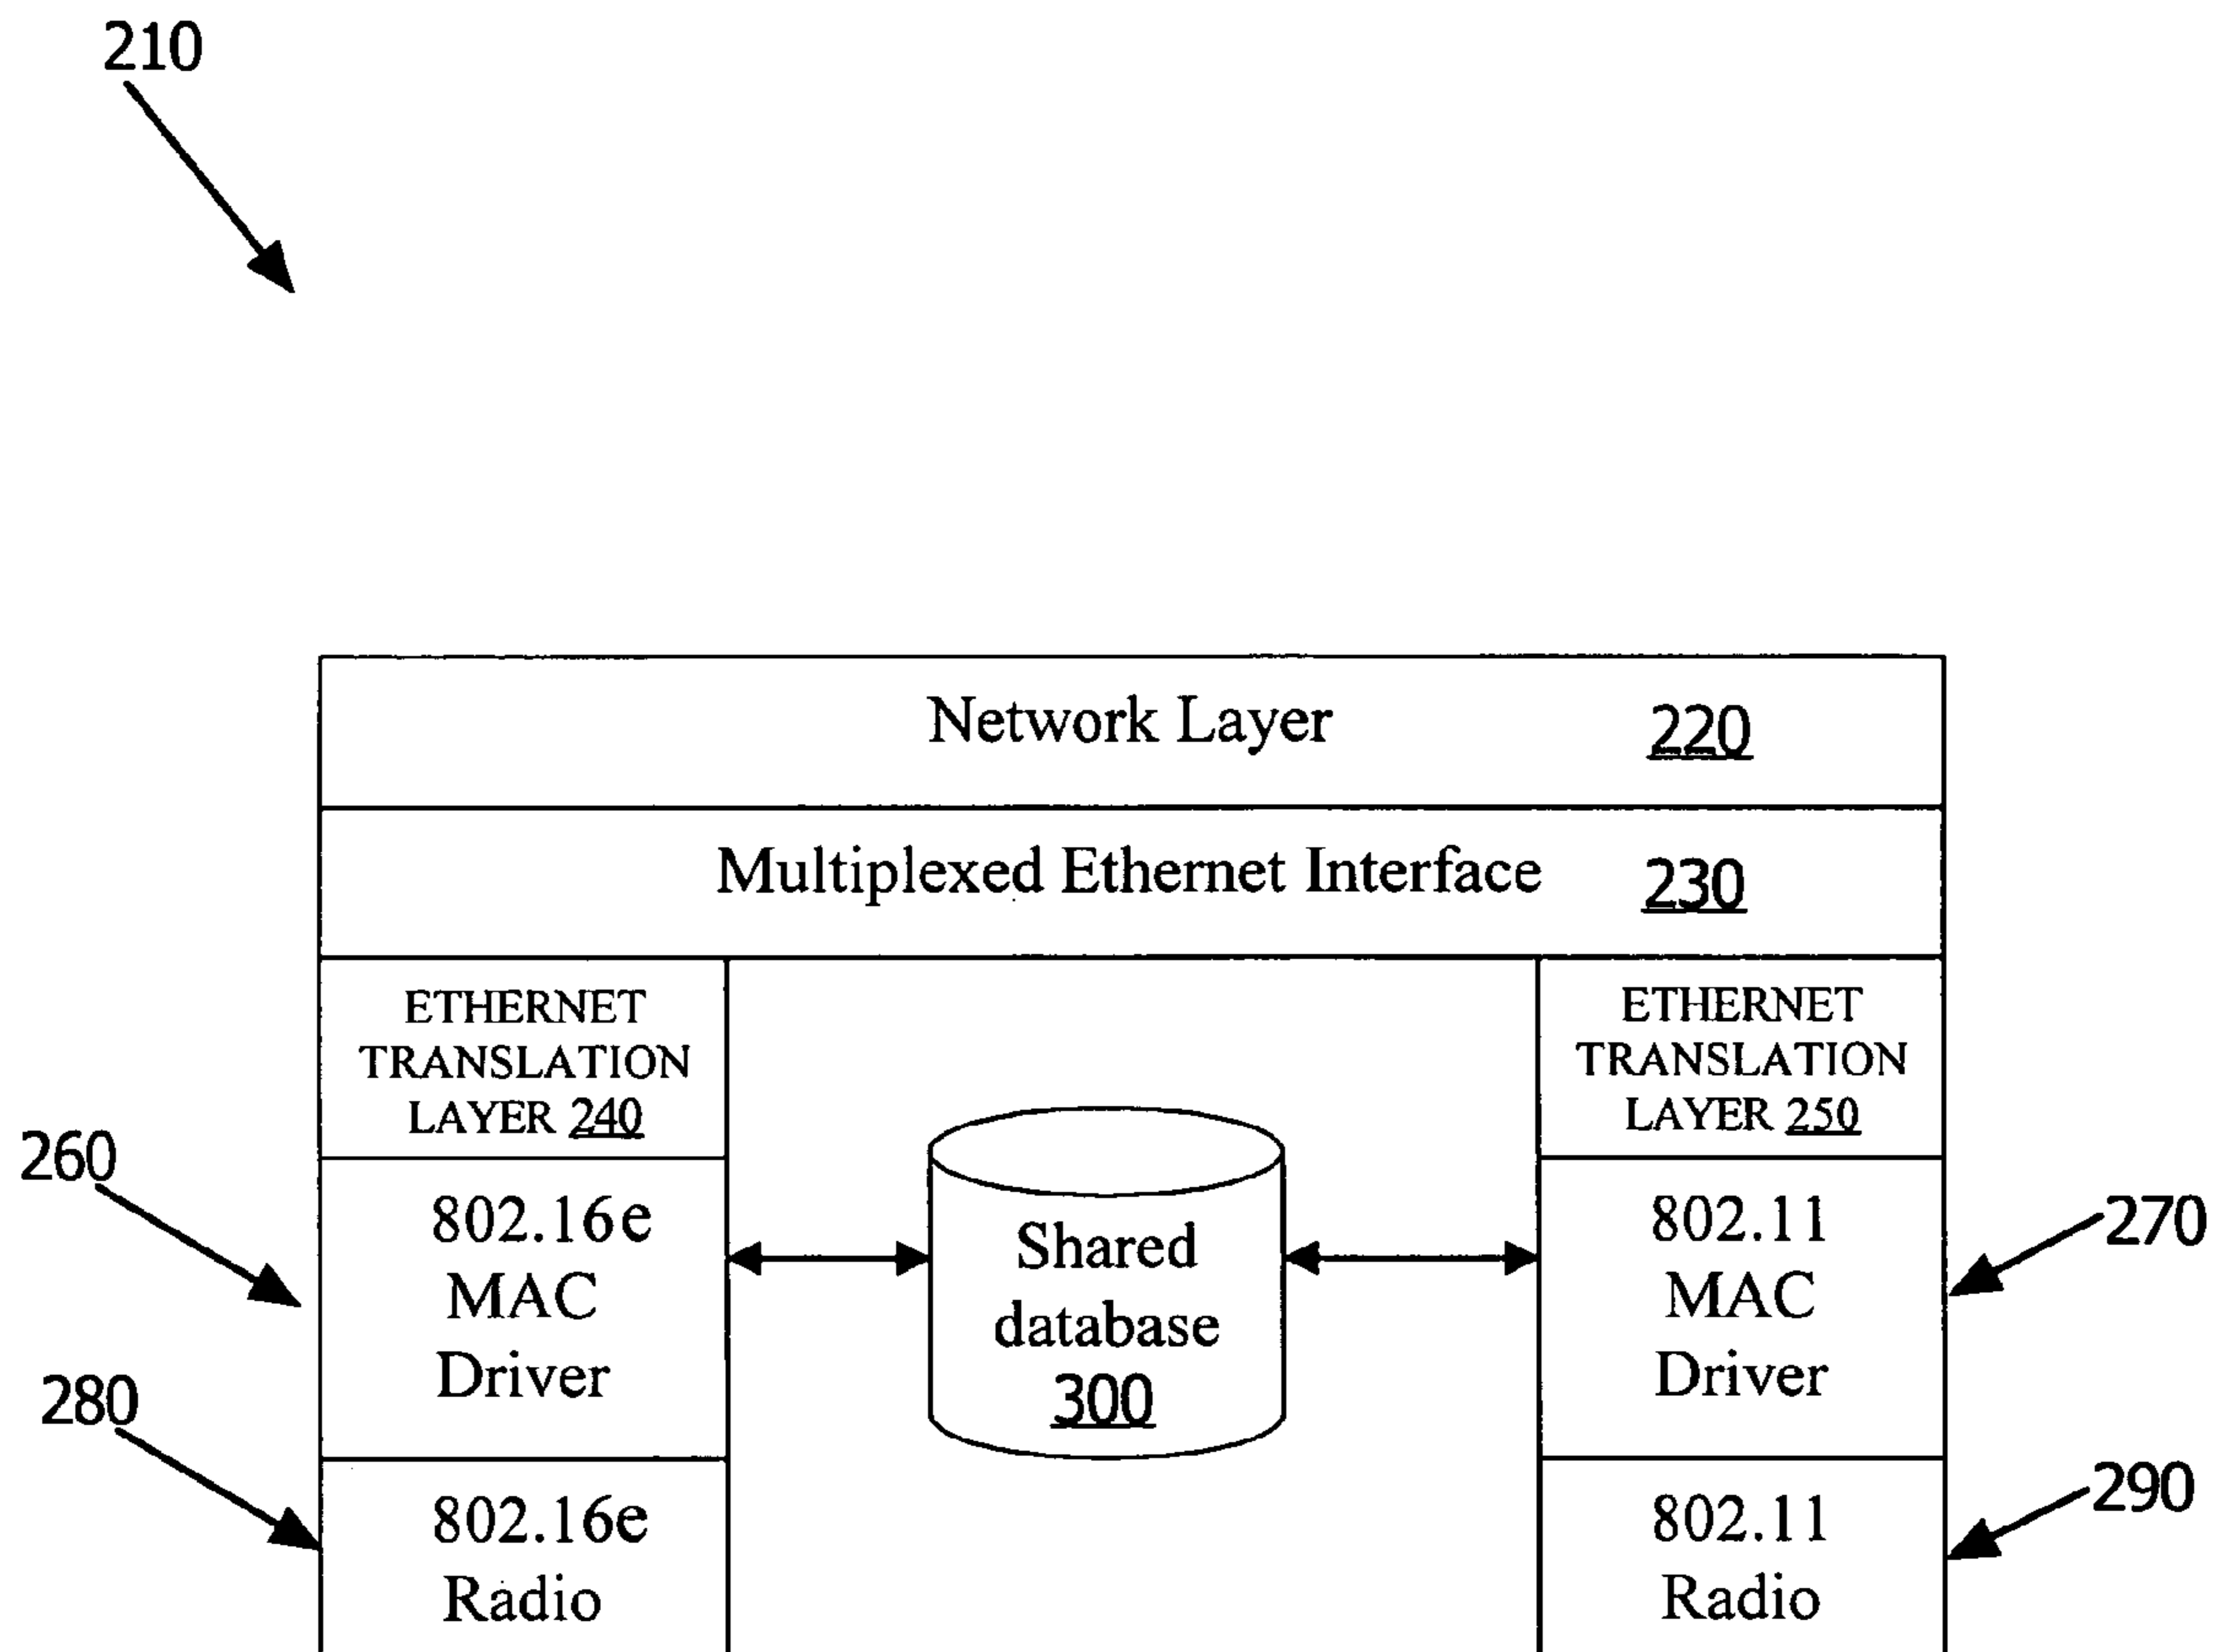 210
Network Layer 220
Multiplexed Ethernet Interface 230
ETHERNET
TRANSLATION
LAYER 240
ETHERNET
TRANSLATION
LAYER 250
260
802.16e
MAC
Driver
Shared
database
300
802.11
MAC
Driver
270
280
802.16e
Radio
802.11
Radio
290